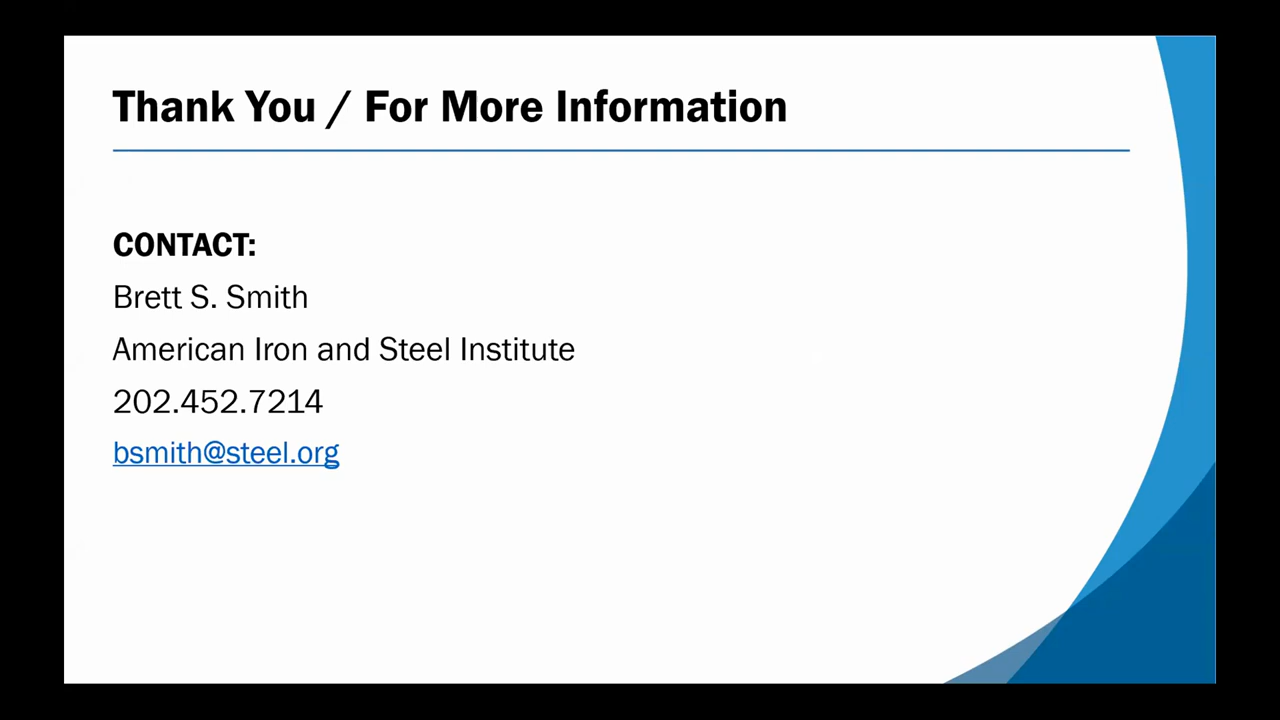 Thank You / For More Information
CONTACT:
Brett S. Smith
American Iron and Steel Institute
202.452.7214
bsmith@steel.org